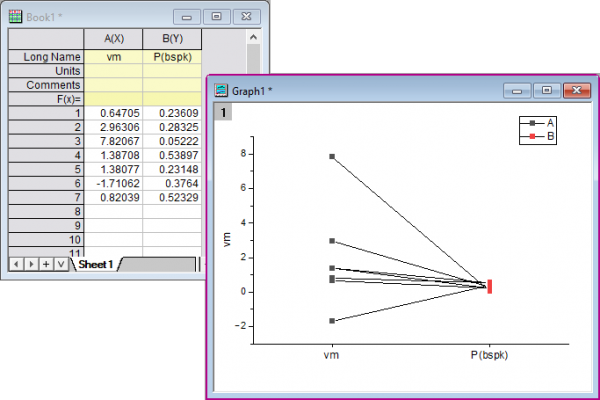 Book1 *
A(X) B(Y)
Long Name vm P(bspk)
Units
Comments
F(x)=
1 0.64705 0.23609
2 2.96306 0.28325
3 7.82067 0.05222
4 1.38708 0.53897
5 1.38077 0.23148
6 -1.71062 0.3764
7 0.82039 0.52329
8
9
10
11
Sheet1
Graph1 *
1
A
B
8
6
4
2
0
-2
vm
vm P(bspk)